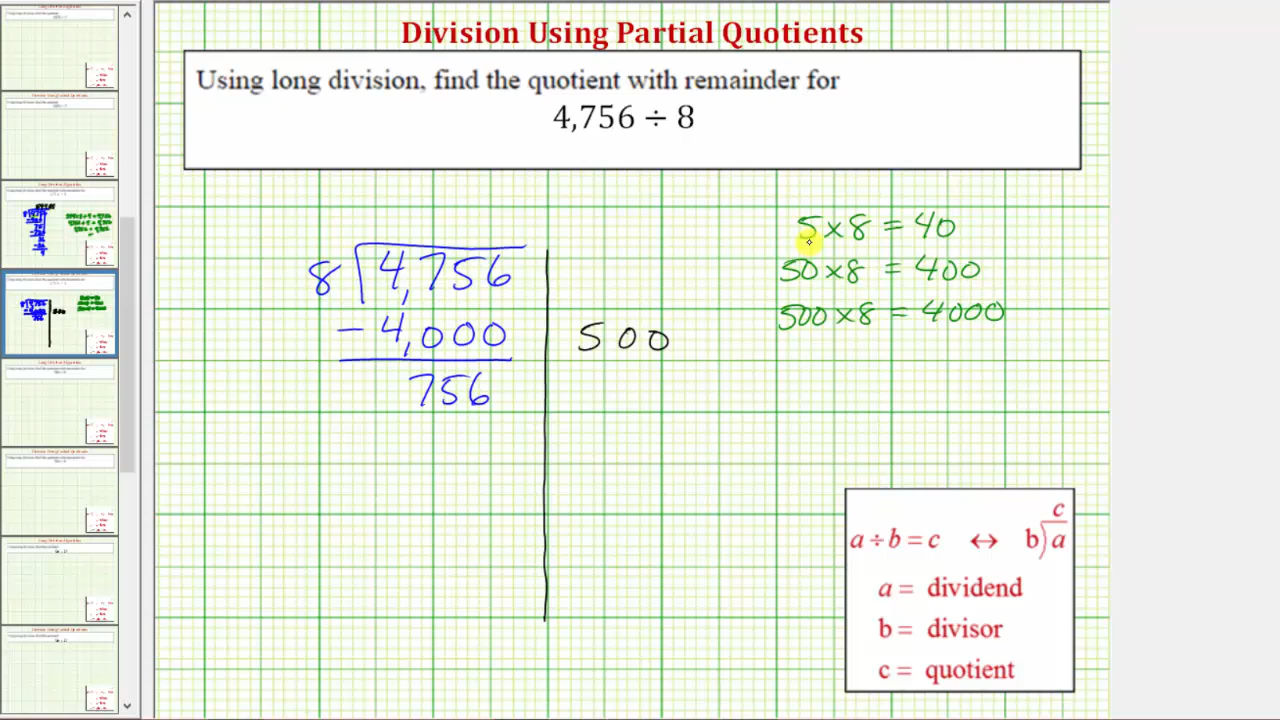 Division Using Partial Quotients
Using long division, find the quotient with remainder for
4,756 ÷ 8
5 × 8 = 40
50 × 8 = 400
500 × 8 = 4000
8 4,756
− 4,000 500
756
c
a ÷ b = c ↔ b)a
a = dividend
b = divisor
c = quotient